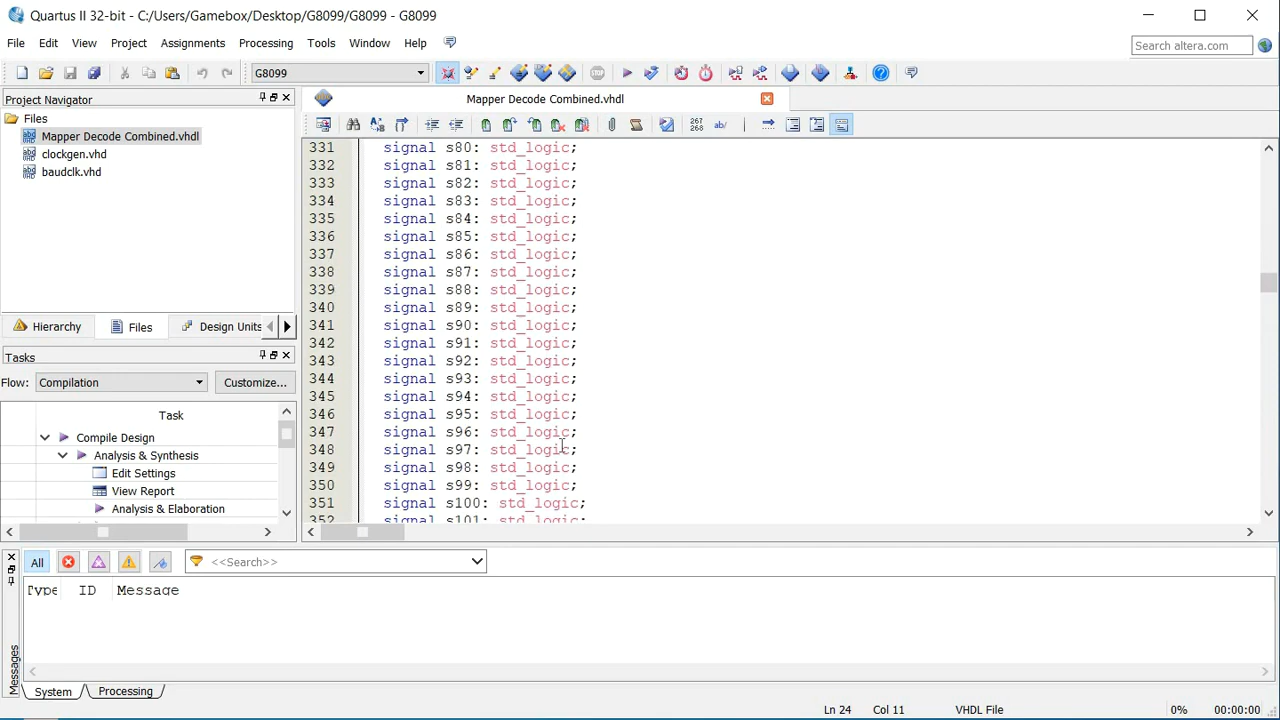 Quartus II 32-bit - C:/Users/Gamebox/Desktop/G8099/G8099 - G8099
File Edit View Project Assignments Processing Tools Window Help
Search altera.com
G8099
Project Navigator
Mapper Decode Combined.vhdl
Files
Mapper Decode Combined.vhdl
clockgen.vhd
baudclk.vhd
Hierarchy Files Design Units
Tasks
Flow: Compilation Customize...
Task
Compile Design
Analysis & Synthesis
Edit Settings
View Report
Analysis & Elaboration
267
268
ab/
331 signal s80: std_logic;
332 signal s81: std_logic;
333 signal s82: std_logic;
334 signal s83: std_logic;
335 signal s84: std_logic;
336 signal s85: std_logic;
337 signal s86: std_logic;
338 signal s87: std_logic;
339 signal s88: std_logic;
340 signal s89: std_logic;
341 signal s90: std_logic;
342 signal s91: std_logic;
343 signal s92: std_logic;
344 signal s93: std_logic;
345 signal s94: std_logic;
346 signal s95: std_logic;
347 signal s96: std_logic;
348 signal s97: std_logic;
349 signal s98: std_logic;
350 signal s99: std_logic;
351 signal s100: std_logic;
352 signal s101: std_logic;
All <<Search>>
Type ID Message
Messages
System Processing
Ln 24 Col 11 VHDL File 0% 00:00:00